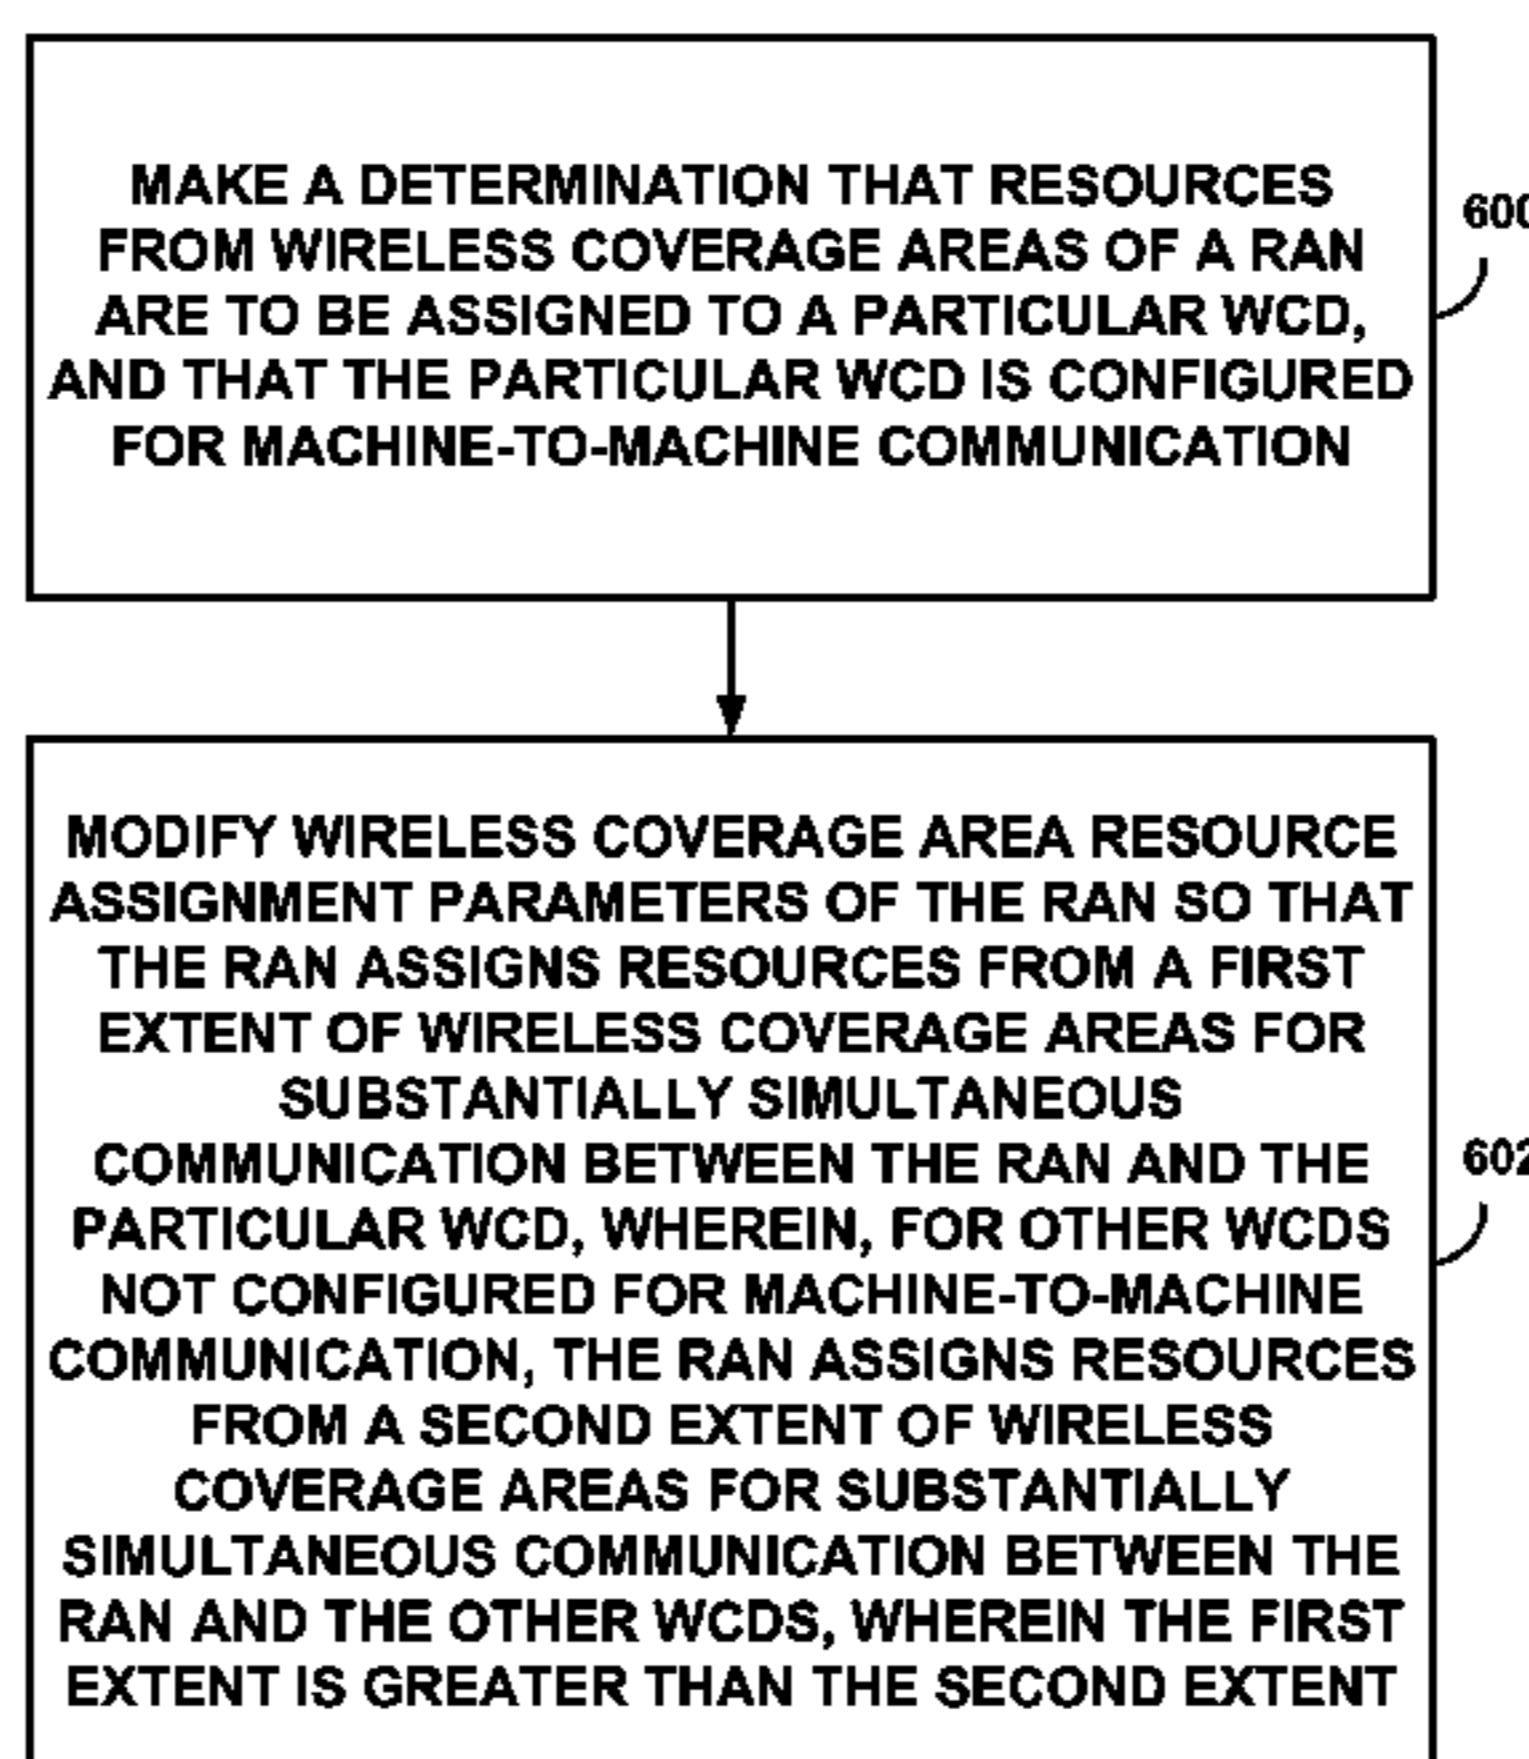 MAKE A DETERMINATION THAT RESOURCES
FROM WIRELESS COVERAGE AREAS OF A RAN
ARE TO BE ASSIGNED TO A PARTICULAR WCD,
AND THAT THE PARTICULAR WCD IS CONFIGURED
FOR MACHINE-TO-MACHINE COMMUNICATION
600
MODIFY WIRELESS COVERAGE AREA RESOURCE
ASSIGNMENT PARAMETERS OF THE RAN SO THAT
THE RAN ASSIGNS RESOURCES FROM A FIRST
EXTENT OF WIRELESS COVERAGE AREAS FOR
SUBSTANTIALLY SIMULTANEOUS
COMMUNICATION BETWEEN THE RAN AND THE
PARTICULAR WCD, WHEREIN, FOR OTHER WCDS
NOT CONFIGURED FOR MACHINE-TO-MACHINE
COMMUNICATION, THE RAN ASSIGNS RESOURCES
FROM A SECOND EXTENT OF WIRELESS
COVERAGE AREAS FOR SUBSTANTIALLY
SIMULTANEOUS COMMUNICATION BETWEEN THE
RAN AND THE OTHER WCDS, WHEREIN THE FIRST
EXTENT IS GREATER THAN THE SECOND EXTENT
602